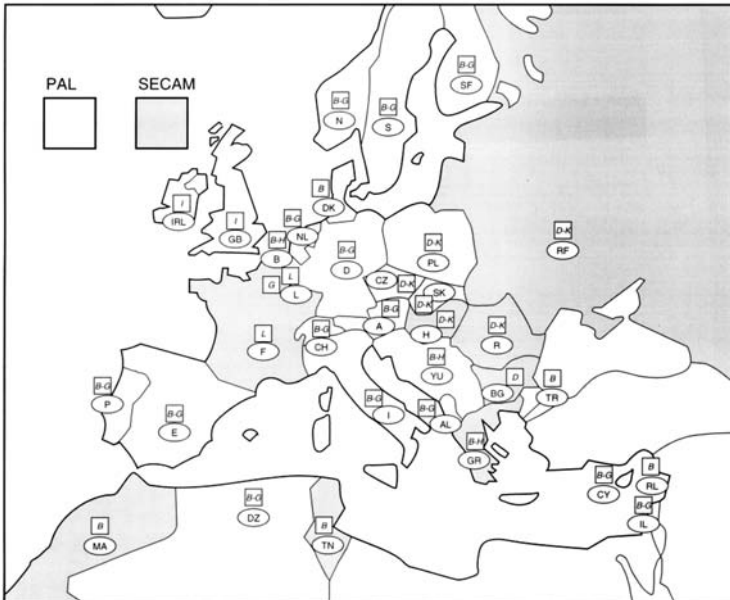 PAL SECAM
B-G
SF
B-G
N
B-G
S
B
DK
I
IRL
I
GB
B-G
NL
B-H
B
B-G
D
D-K
PL
D-K
RF
G
L
L
CZ
D-K
SK
D-K
L
F
B-G
CH
B-G
A
D-K
H
D-K
R
B-H
YU
D
BG
B
TR
B-G
P
B-G
E
B-G
I
B-G
AL
B-H
GR
B-G
CY
B
RL
B-G
IL
B
MA
B-G
DZ
B
TN